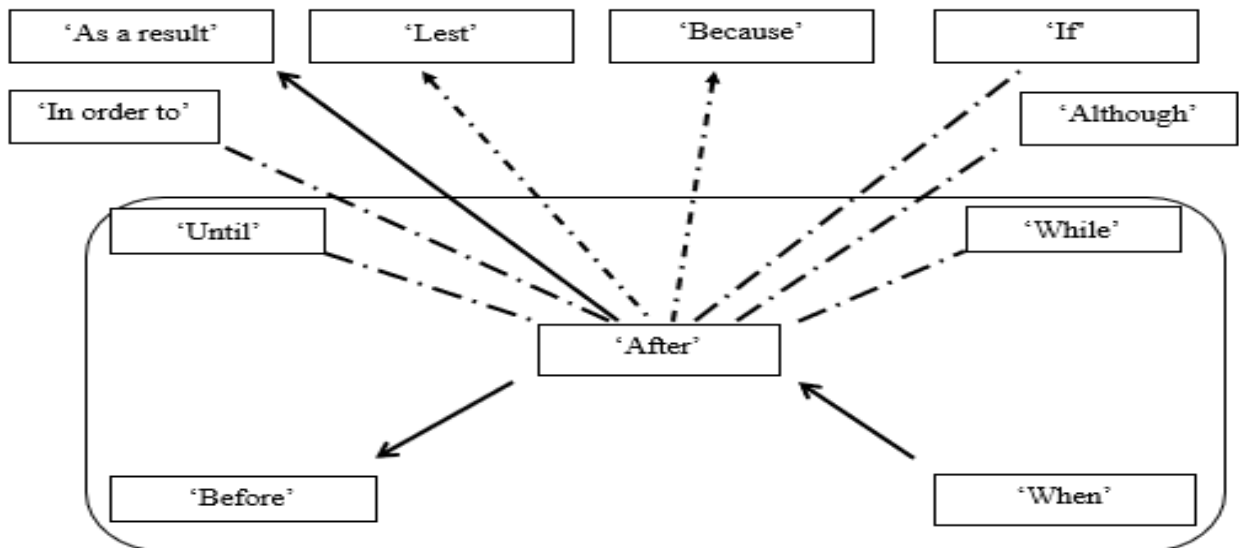 ‘As a result’
‘Lest’
‘Because’
‘If’
‘In order to’
‘Although’
‘Until’
‘While’
‘After’
‘Before’
‘When’